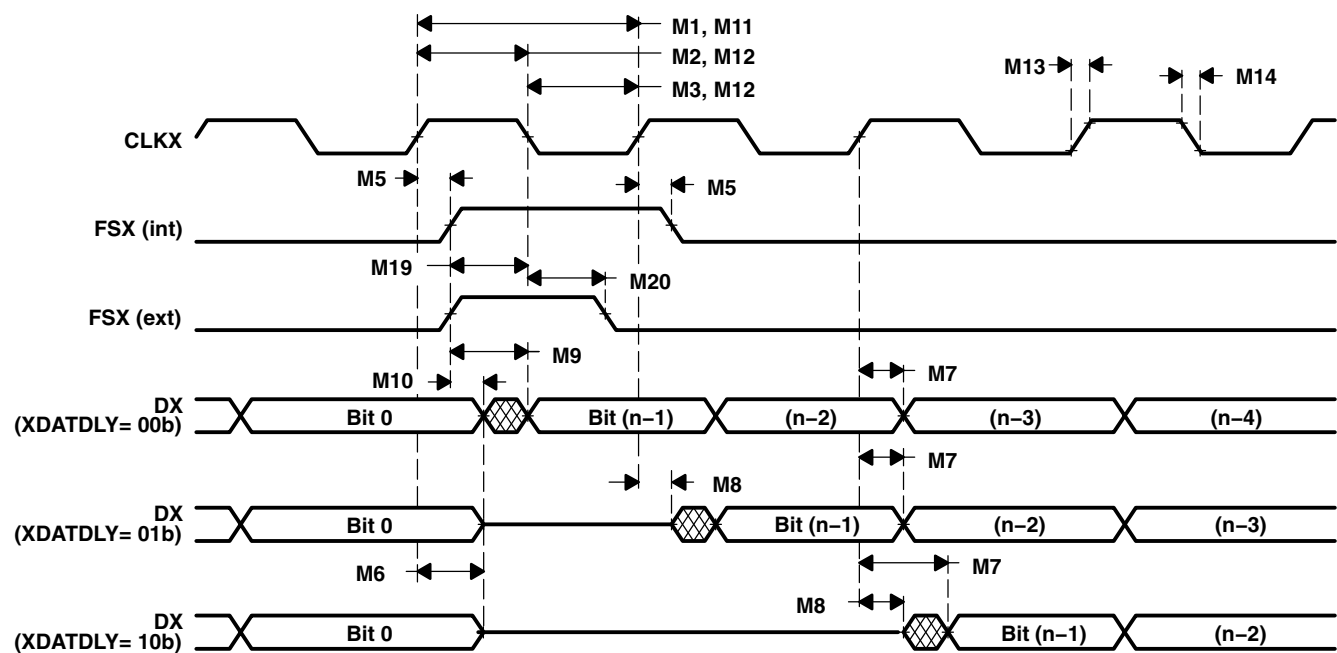 M1, M11
M2, M12
M3, M12
M13
M14
CLKX
M5
M5
FSX (int)
M19
M20
FSX (ext)
M9
M10
M7
DX
(XDATDLY= 00b)
Bit 0
Bit (n−1)
(n−2)
(n−3)
(n−4)
M7
M8
DX
(XDATDLY= 01b)
Bit 0
Bit (n−1)
(n−2)
(n−3)
M6
M7
M8
DX
(XDATDLY= 10b)
Bit 0
Bit (n−1)
(n−2)